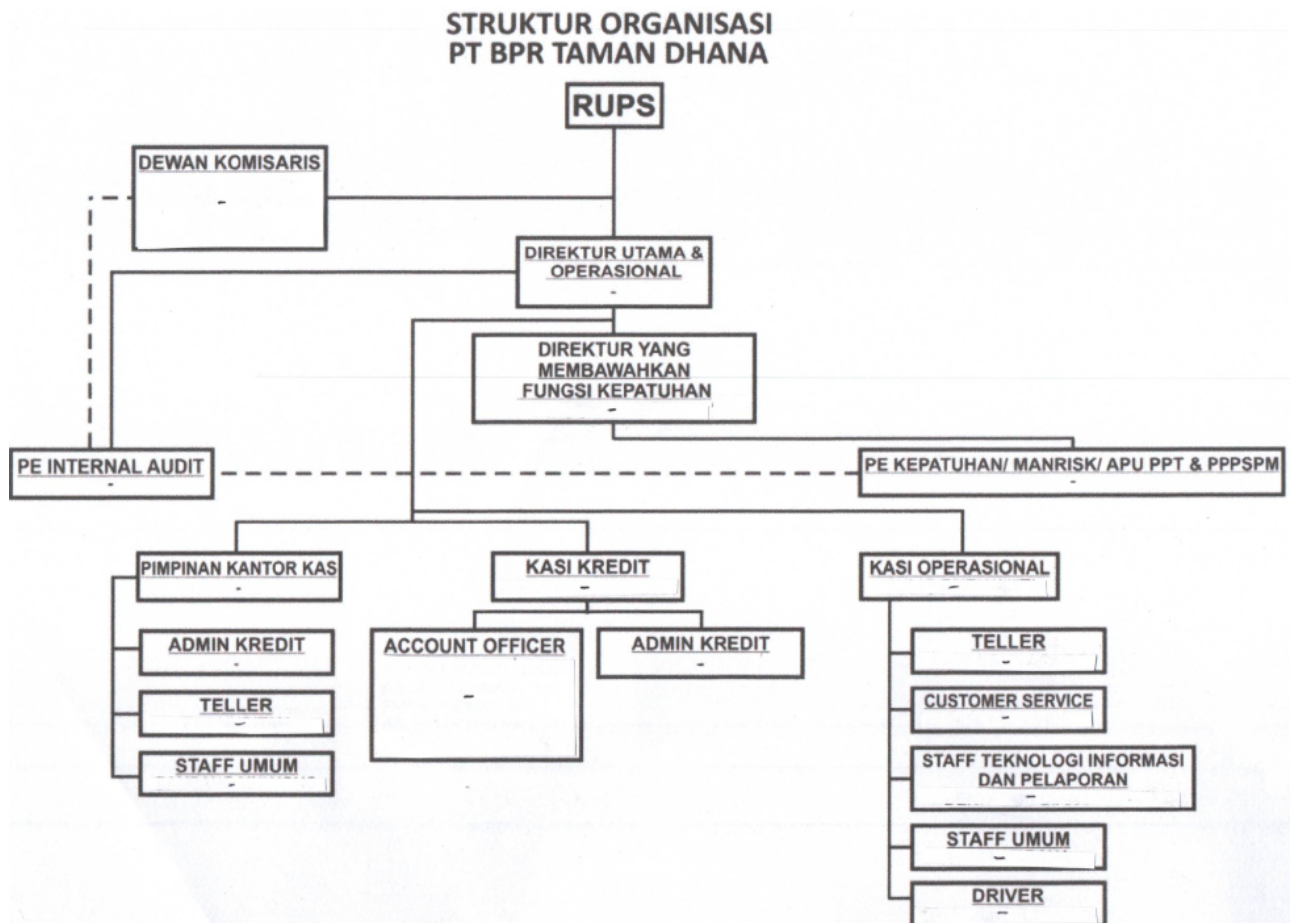 STRUKTUR ORGANISASI
PT BPR TAMAN DHANA
RUPS
DEWAN KOMISARIS
-
DIREKTUR UTAMA &
OPERASIONAL
-
DIREKTUR YANG
MEMBAWAHKAN
FUNGSI KEPATUHAN
-
PE INTERNAL AUDIT
-
PE KEPATUHAN/ MANRISK/ APU PPT & PPPSPM
-
PIMPINAN KANTOR KAS
-
ADMIN KREDIT
-
TELLER
-
STAFF UMUM
-
KASI KREDIT
-
ACCOUNT OFFICER
-
ADMIN KREDIT
-
KASI OPERASIONAL
-
TELLER
-
CUSTOMER SERVICE
-
STAFF TEKNOLOGI INFORMASI
DAN PELAPORAN
-
STAFF UMUM
-
DRIVER
-